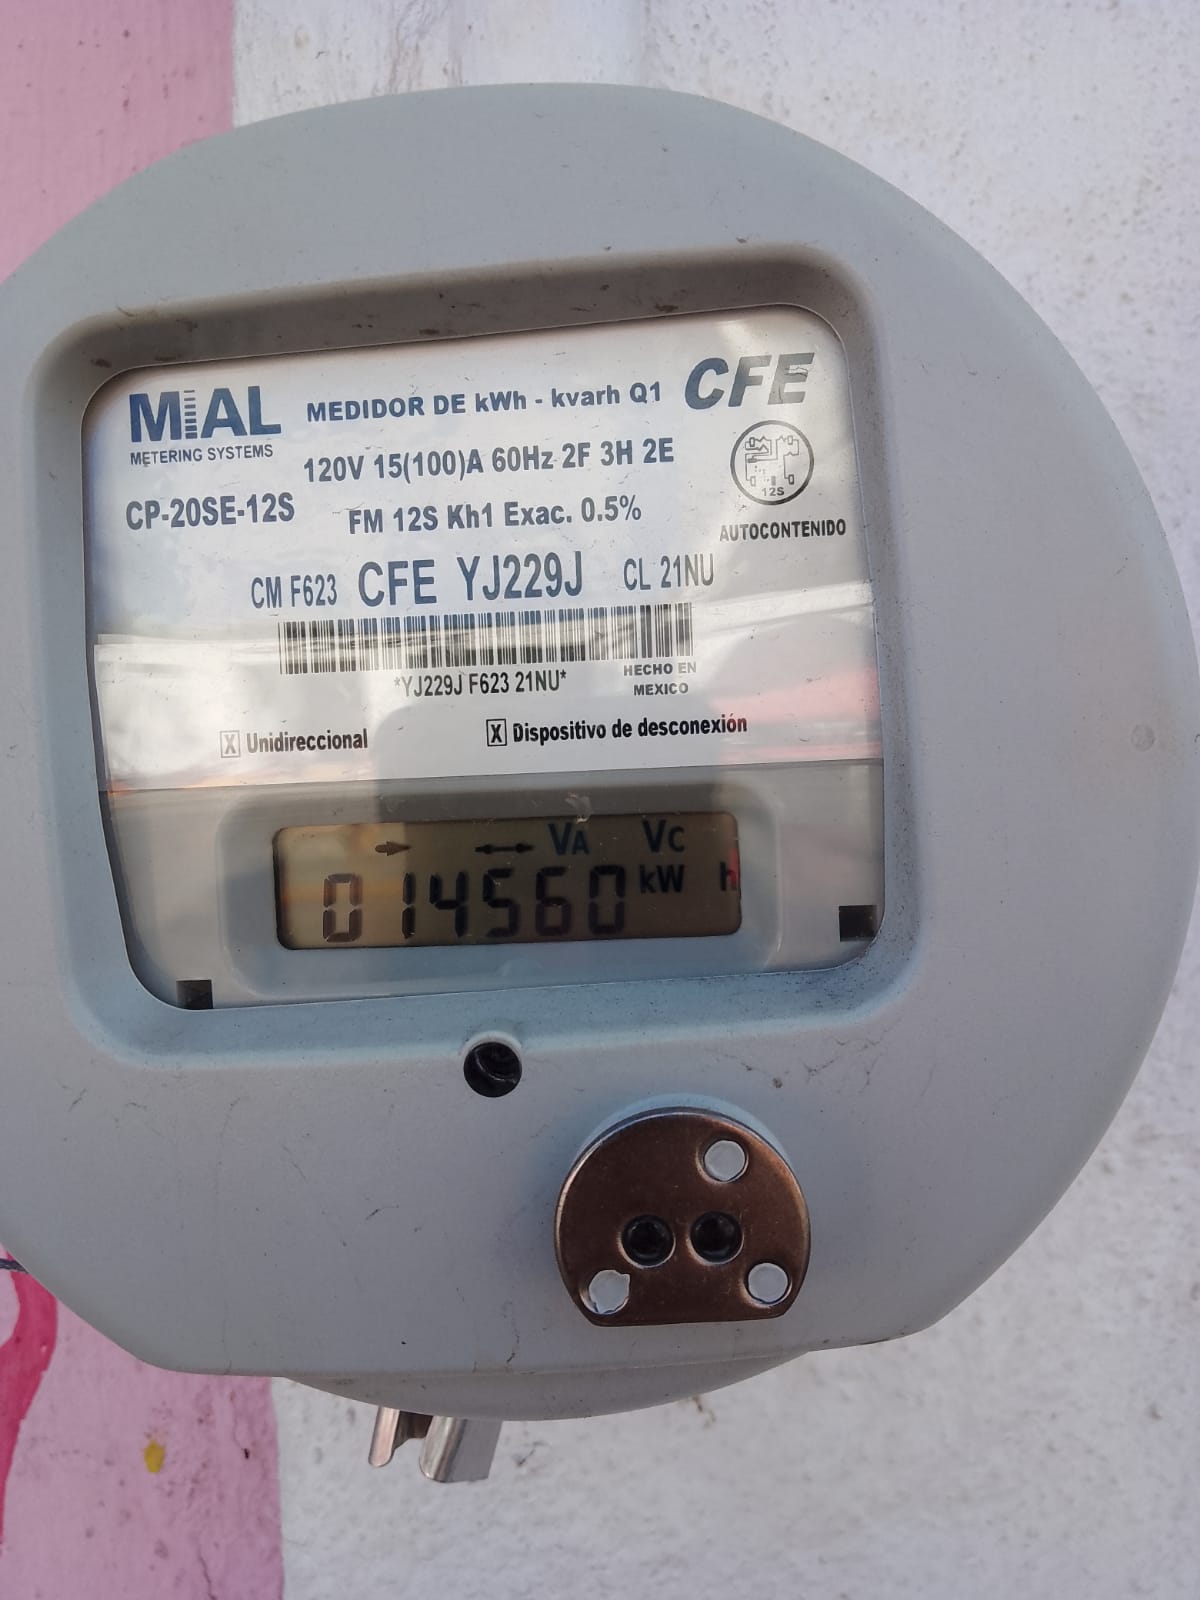 MIAL
METERING SYSTEMS
MEDIDOR DE kWh - kvarh Q1
CFE
120V 15(100)A 60Hz 2F 3H 2E
CP-20SE-12S
FM 12S Kh1 Exac. 0.5%
12S
AUTOCONTENIDO
CM F623 CFE YJ229J CL 21NU
*YJ229J F623 21NU*
HECHO EN
MEXICO
X Unidireccional
X Dispositivo de desconexión
VA VC
014560 kW h